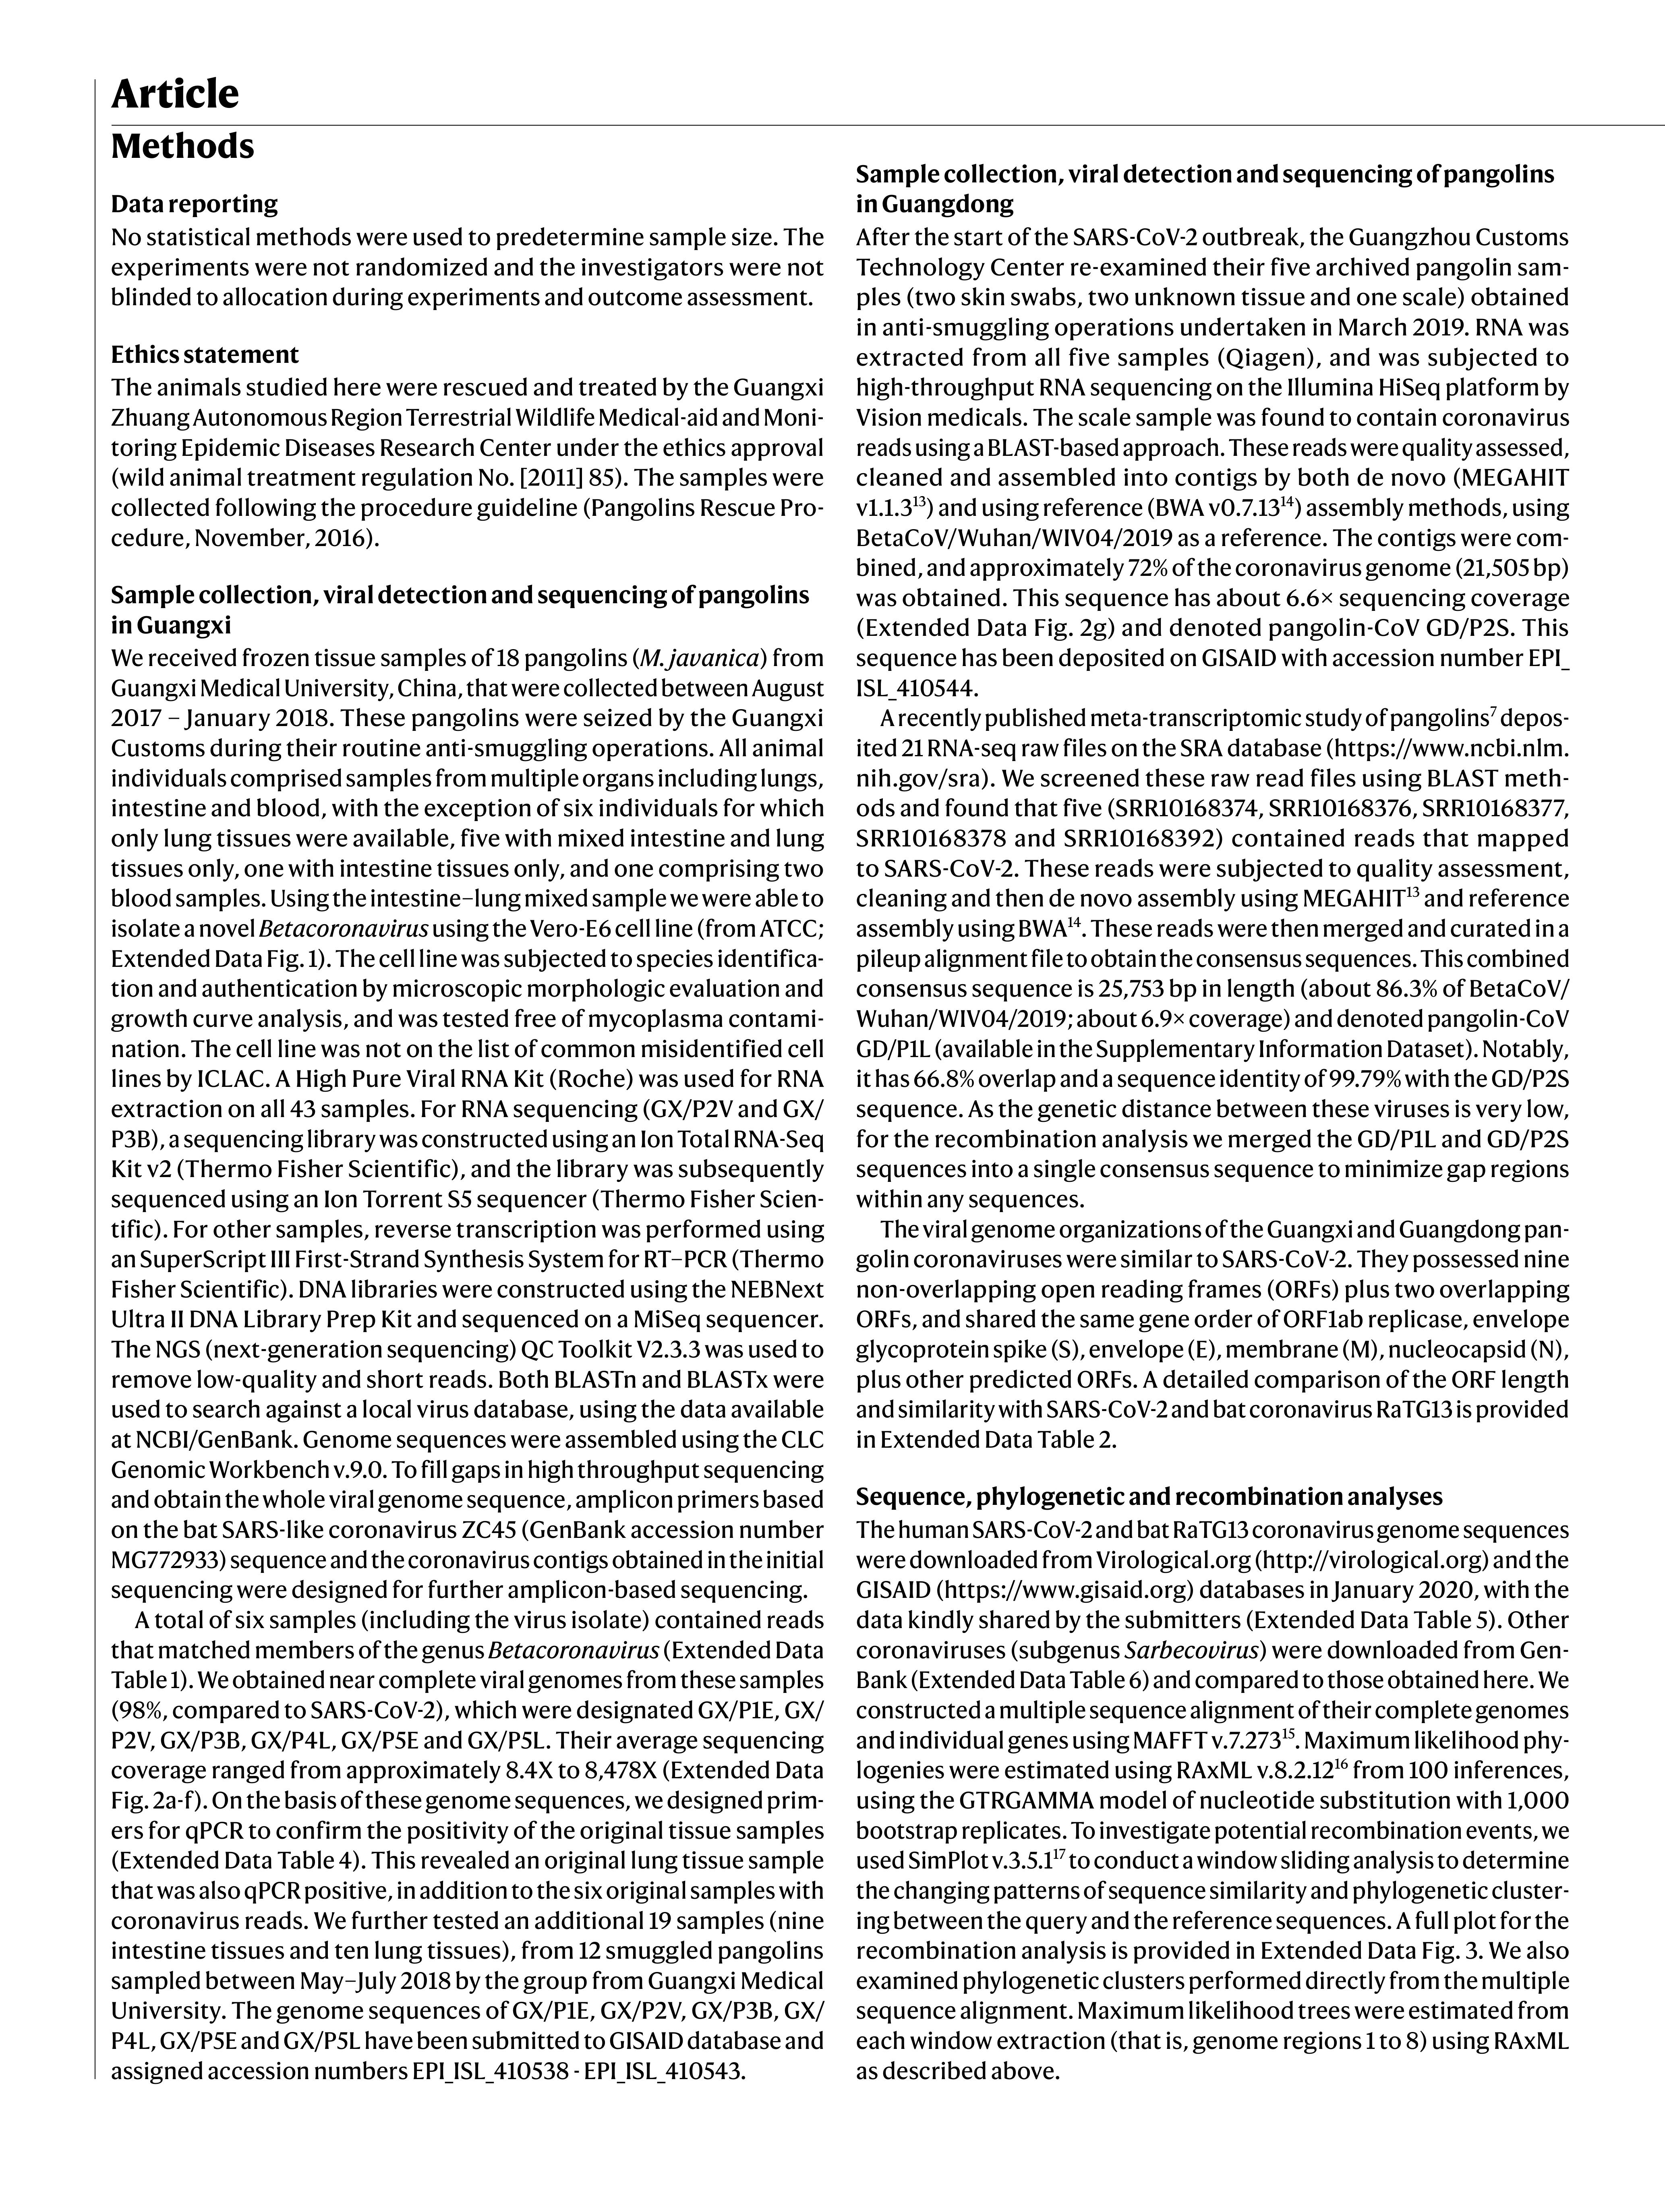 Article
Methods
Data reporting
No statistical methods were used to predetermine sample size. The
experiments were not randomized and the investigators were not
blinded to allocation during experiments and outcome assessment.
Ethics statement
The animals studied here were rescued and treated by the Guangxi
Zhuang Autonomous Region Terrestrial Wildlife Medical-aid and Moni-
toring Epidemic Diseases Research Center under the ethics approval
(wild animal treatment regulation No. [2011] 85). The samples were
collected following the procedure guideline (Pangolins Rescue Pro-
cedure, November, 2016).
Sample collection, viral detection and sequencing of pangolins
in Guangxi
We received frozen tissue samples of 18 pangolins (M. javanica) from
Guangxi Medical University, China, that were collected between August
2017 – January 2018. These pangolins were seized by the Guangxi
Customs during their routine anti-smuggling operations. All animal
individuals comprised samples from multiple organs including lungs,
intestine and blood, with the exception of six individuals for which
only lung tissues were available, five with mixed intestine and lung
tissues only, one with intestine tissues only, and one comprising two
blood samples. Using the intestine–lung mixed sample we were able to
isolate a novel Betacoronavirus using the Vero-E6 cell line (from ATCC;
Extended Data Fig. 1). The cell line was subjected to species identifica-
tion and authentication by microscopic morphologic evaluation and
growth curve analysis, and was tested free of mycoplasma contami-
nation. The cell line was not on the list of common misidentified cell
lines by ICLAC. A High Pure Viral RNA Kit (Roche) was used for RNA
extraction on all 43 samples. For RNA sequencing (GX/P2V and GX/
P3B), a sequencing library was constructed using an Ion Total RNA-Seq
Kit v2 (Thermo Fisher Scientific), and the library was subsequently
sequenced using an Ion Torrent S5 sequencer (Thermo Fisher Scien-
tific). For other samples, reverse transcription was performed using
an SuperScript III First-Strand Synthesis System for RT–PCR (Thermo
Fisher Scientific). DNA libraries were constructed using the NEBNext
Ultra II DNA Library Prep Kit and sequenced on a MiSeq sequencer.
The NGS (next-generation sequencing) QC Toolkit V2.3.3 was used to
remove low-quality and short reads. Both BLASTn and BLASTx were
used to search against a local virus database, using the data available
at NCBI/GenBank. Genome sequences were assembled using the CLC
Genomic Workbench v.9.0. To fill gaps in high throughput sequencing
and obtain the whole viral genome sequence, amplicon primers based
on the bat SARS-like coronavirus ZC45 (GenBank accession number
MG772933) sequence and the coronavirus contigs obtained in the initial
sequencing were designed for further amplicon-based sequencing.
A total of six samples (including the virus isolate) contained reads
that matched members of the genus Betacoronavirus (Extended Data
Table 1). We obtained near complete viral genomes from these samples
(98%, compared to SARS-CoV-2), which were designated GX/P1E, GX/
P2V, GX/P3B, GX/P4L, GX/P5E and GX/P5L. Their average sequencing
coverage ranged from approximately 8.4X to 8,478X (Extended Data
Fig. 2a-f). On the basis of these genome sequences, we designed prim-
ers for qPCR to confirm the positivity of the original tissue samples
(Extended Data Table 4). This revealed an original lung tissue sample
that was also qPCR positive, in addition to the six original samples with
coronavirus reads. We further tested an additional 19 samples (nine
intestine tissues and ten lung tissues), from 12 smuggled pangolins
sampled between May–July 2018 by the group from Guangxi Medical
University. The genome sequences of GX/P1E, GX/P2V, GX/P3B, GX/
P4L, GX/P5E and GX/P5L have been submitted to GISAID database and
assigned accession numbers EPI_ISL_410538 - EPI_ISL_410543.
Sample collection, viral detection and sequencing of pangolins
in Guangdong
After the start of the SARS-CoV-2 outbreak, the Guangzhou Customs
Technology Center re-examined their five archived pangolin sam-
ples (two skin swabs, two unknown tissue and one scale) obtained
in anti-smuggling operations undertaken in March 2019. RNA was
extracted from all five samples (Qiagen), and was subjected to
high-throughput RNA sequencing on the Illumina HiSeq platform by
Vision medicals. The scale sample was found to contain coronavirus
reads using a BLAST-based approach. These reads were quality assessed,
cleaned and assembled into contigs by both de novo (MEGAHIT
v1.1.3¹³) and using reference (BWA v0.7.13¹⁴) assembly methods, using
BetaCoV/Wuhan/WIV04/2019 as a reference. The contigs were com-
bined, and approximately 72% of the coronavirus genome (21,505 bp)
was obtained. This sequence has about 6.6× sequencing coverage
(Extended Data Fig. 2g) and denoted pangolin-CoV GD/P2S. This
sequence has been deposited on GISAID with accession number EPI_
ISL_410544.
A recently published meta-transcriptomic study of pangolins⁷ depos-
ited 21 RNA-seq raw files on the SRA database (https://www.ncbi.nlm.
nih.gov/sra). We screened these raw read files using BLAST meth-
ods and found that five (SRR10168374, SRR10168376, SRR10168377,
SRR10168378 and SRR10168392) contained reads that mapped
to SARS-CoV-2. These reads were subjected to quality assessment,
cleaning and then de novo assembly using MEGAHIT¹³ and reference
assembly using BWA¹⁴. These reads were then merged and curated in a
pileup alignment file to obtain the consensus sequences. This combined
consensus sequence is 25,753 bp in length (about 86.3% of BetaCoV/
Wuhan/WIV04/2019; about 6.9× coverage) and denoted pangolin-CoV
GD/P1L (available in the Supplementary Information Dataset). Notably,
it has 66.8% overlap and a sequence identity of 99.79% with the GD/P2S
sequence. As the genetic distance between these viruses is very low,
for the recombination analysis we merged the GD/P1L and GD/P2S
sequences into a single consensus sequence to minimize gap regions
within any sequences.
The viral genome organizations of the Guangxi and Guangdong pan-
golin coronaviruses were similar to SARS-CoV-2. They possessed nine
non-overlapping open reading frames (ORFs) plus two overlapping
ORFs, and shared the same gene order of ORF1ab replicase, envelope
glycoprotein spike (S), envelope (E), membrane (M), nucleocapsid (N),
plus other predicted ORFs. A detailed comparison of the ORF length
and similarity with SARS-CoV-2 and bat coronavirus RaTG13 is provided
in Extended Data Table 2.
Sequence, phylogenetic and recombination analyses
The human SARS-CoV-2 and bat RaTG13 coronavirus genome sequences
were downloaded from Virological.org (http://virological.org) and the
GISAID (https://www.gisaid.org) databases in January 2020, with the
data kindly shared by the submitters (Extended Data Table 5). Other
coronaviruses (subgenus Sarbecovirus) were downloaded from Gen-
Bank (Extended Data Table 6) and compared to those obtained here. We
constructed a multiple sequence alignment of their complete genomes
and individual genes using MAFFT v.7.273¹⁵. Maximum likelihood phy-
logenies were estimated using RAxML v.8.2.12¹⁶ from 100 inferences,
using the GTRGAMMA model of nucleotide substitution with 1,000
bootstrap replicates. To investigate potential recombination events, we
used SimPlot v.3.5.1¹⁷ to conduct a window sliding analysis to determine
the changing patterns of sequence similarity and phylogenetic cluster-
ing between the query and the reference sequences. A full plot for the
recombination analysis is provided in Extended Data Fig. 3. We also
examined phylogenetic clusters performed directly from the multiple
sequence alignment. Maximum likelihood trees were estimated from
each window extraction (that is, genome regions 1 to 8) using RAxML
as described above.